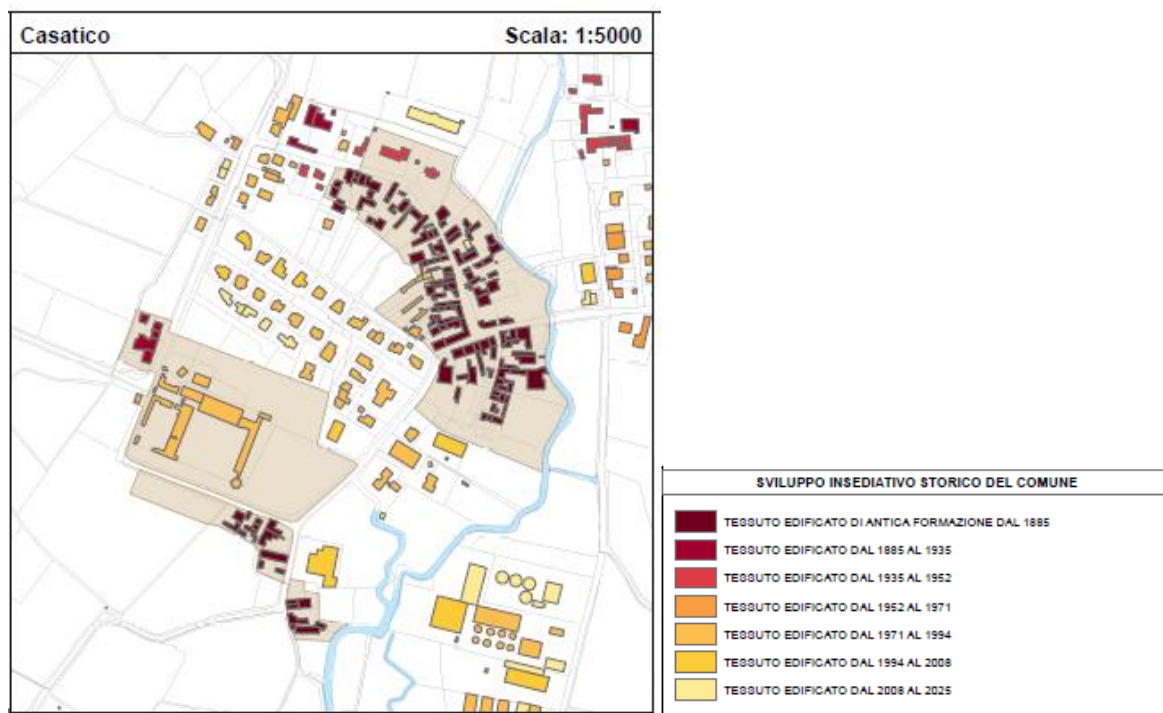 Casatico Scala: 1:5000
SVILUPPO INSEDIATIVO STORICO DEL COMUNE
TESSUTO EDIFICATO DI ANTICA FORMAZIONE DAL 1885
TESSUTO EDIFICATO DAL 1885 AL 1935
TESSUTO EDIFICATO DAL 1935 AL 1952
TESSUTO EDIFICATO DAL 1952 AL 1971
TESSUTO EDIFICATO DAL 1971 AL 1994
TESSUTO EDIFICATO DAL 1994 AL 2008
TESSUTO EDIFICATO DAL 2008 AL 2025